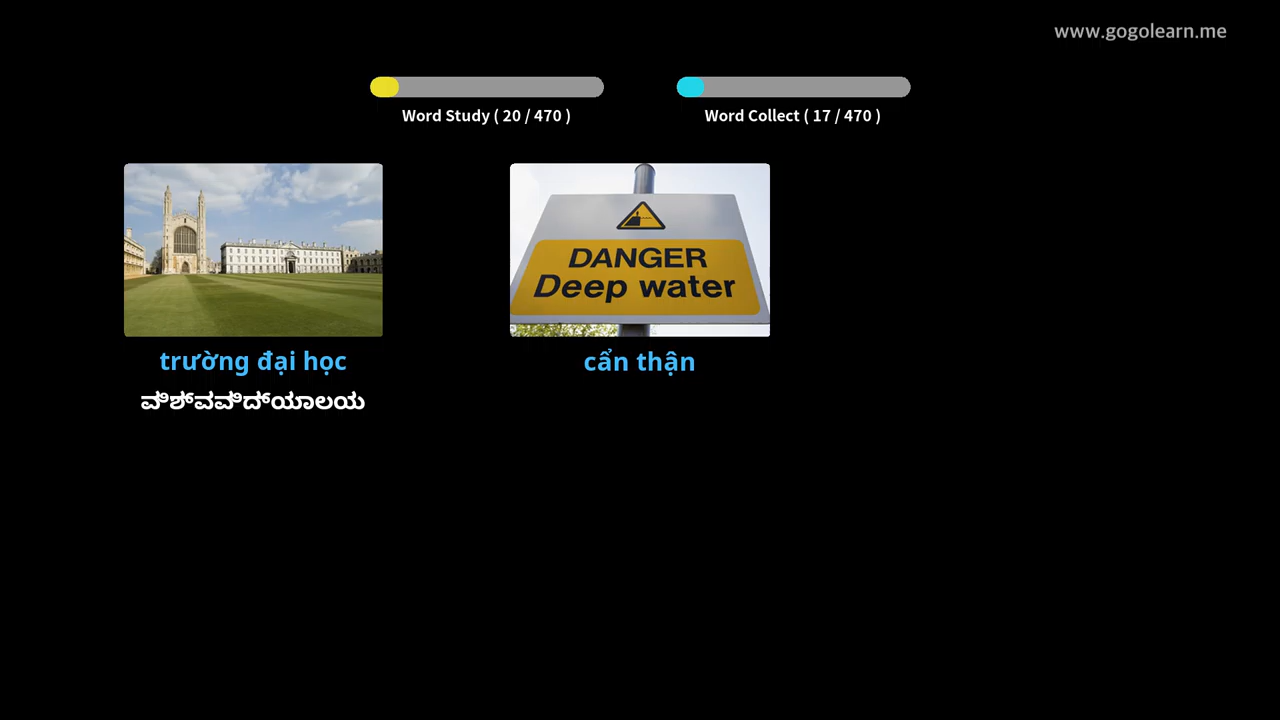 www.gogolearn.me
Word Study ( 20 / 470 )
Word Collect ( 17 / 470 )
DANGER
Deep water
trường đại học
cẩn thận
ವಿಶ್ವವಿದ್ಯಾಲಯ